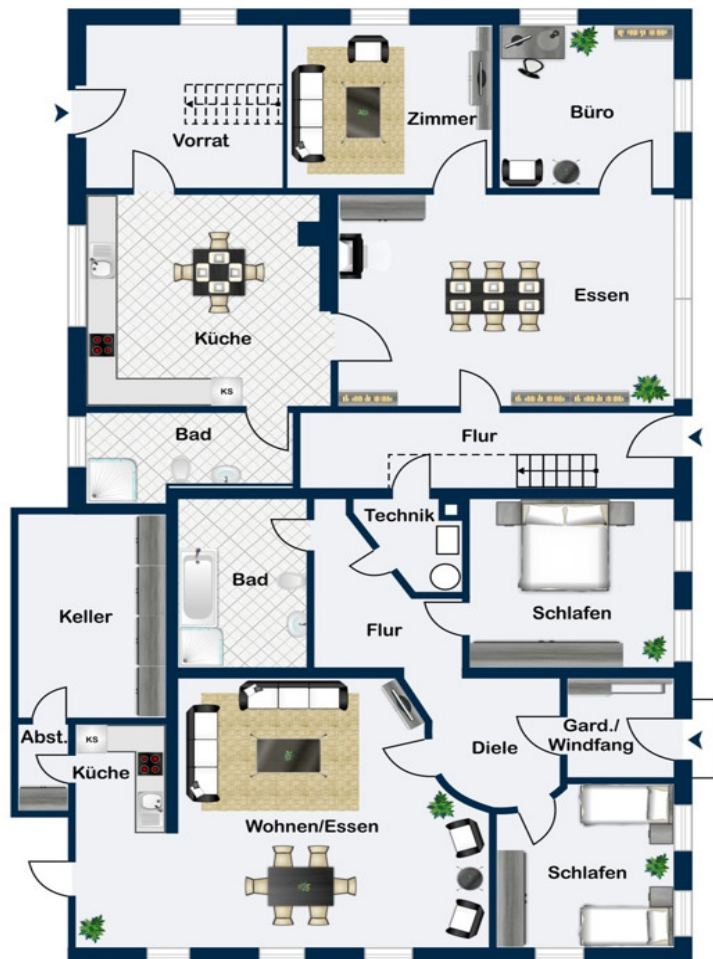 Vorrat
Zimmer
Büro
Küche
Essen
KS
Bad
Flur
Technik
Keller
Bad
Schlafen
Flur
Abst.
KS
Küche
Diele
Gard./
Windfang
Wohnen/Essen
Schlafen